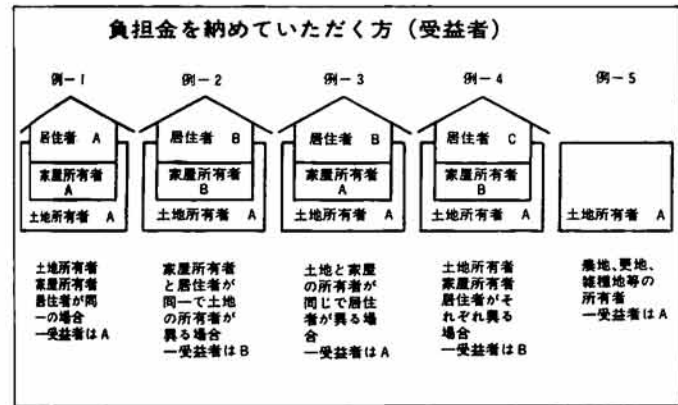 負担金を納めていただく方（受益者）
例－1
居住者 A
家屋所有者
A
土地所有者 A
土地所有者
家屋所有者
居住者が同
一の場合
―受益者はA
例－2
居住者 B
家屋所有者
B
土地所有者 A
家屋所有者
と居住者が
同一で土地
の所有者が
異る場合
―受益者はB
例－3
居住者 B
家屋所有者
A
土地所有者 A
土地と家屋
の所有者が
同じで居住
者が異る場
合
―受益者はA
例－4
居住者 C
家屋所有者
B
土地所有者 A
土地所有者
家屋所有者
居住者がそ
れぞれ異る
場合
―受益者はB
例－5
土地所有者 A
農地、更地、
雑種地等の
所有者
―受益者はA